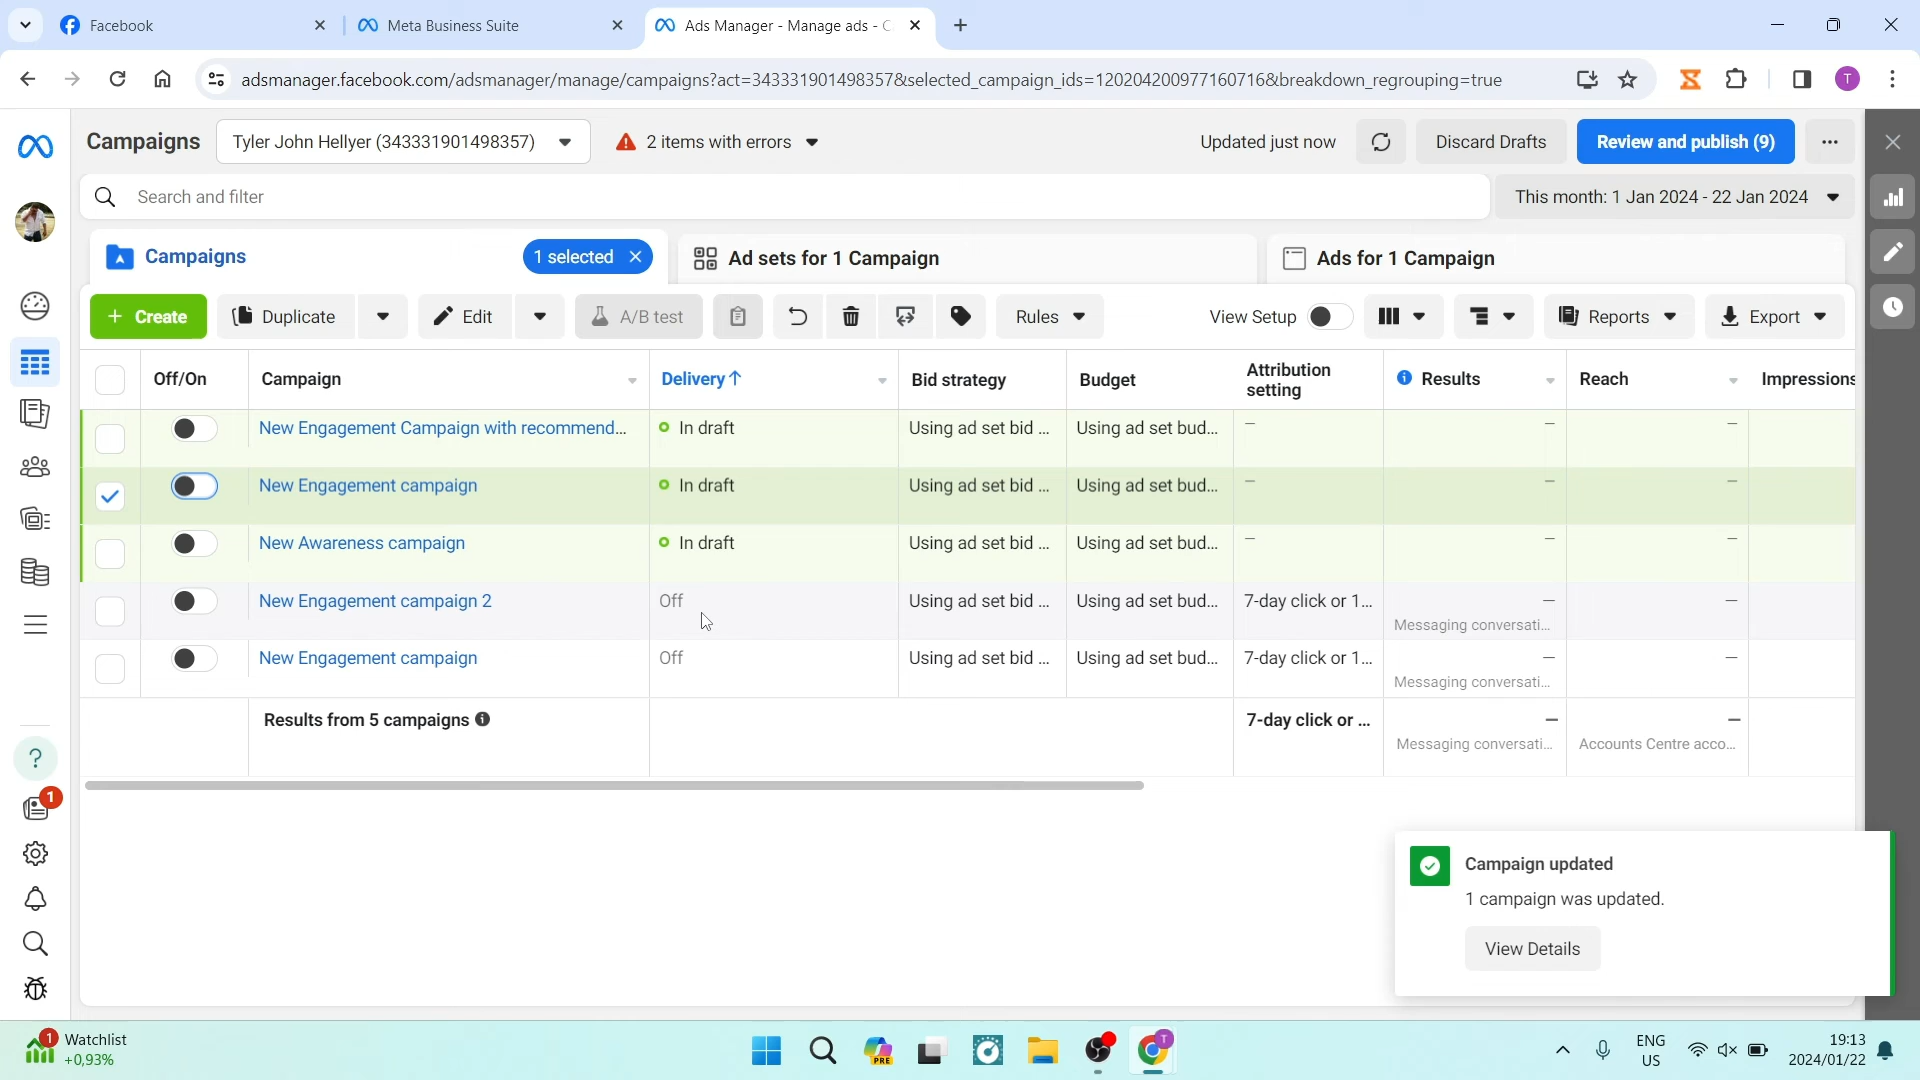 Facebook
Meta Business Suite
Ads Manager - Manage ads - C
adsmanager.facebook.com/adsmanager/manage/campaigns?act=343331901498357&selected_campaign_ids=120204200977160716&breakdown_regrouping=true
T
Campaigns
Tyler John Hellyer (343331901498357)
2 items with errors
Updated just now
Discard Drafts
Review and publish (9)
Search and filter
This month: 1 Jan 2024 - 22 Jan 2024
Campaigns
1 selected
Ad sets for 1 Campaign
Ads for 1 Campaign
+ Create
Duplicate
Edit
A/B test
Rules
View Setup
Reports
Export
Off/On
Campaign
Delivery ↑
Bid strategy
Budget
Attribution setting
Results
Reach
Impressions
New Engagement Campaign with recommend...
In draft
Using ad set bid ...
Using ad set bud...
—
—
—
New Engagement campaign
In draft
Using ad set bid ...
Using ad set bud...
—
—
—
New Awareness campaign
In draft
Using ad set bid ...
Using ad set bud...
—
—
—
New Engagement campaign 2
Off
Using ad set bid ...
Using ad set bud...
7-day click or 1...
—
Messaging conversati...
—
New Engagement campaign
Off
Using ad set bid ...
Using ad set bud...
7-day click or 1...
—
Messaging conversati...
—
Results from 5 campaigns
7-day click or ...
—
Messaging conversati...
—
Accounts Centre acco...
?
1
Campaign updated
1 campaign was updated.
View Details
1
Watchlist
+0,93%
PRE
T
ENG
US
19:13
2024/01/22